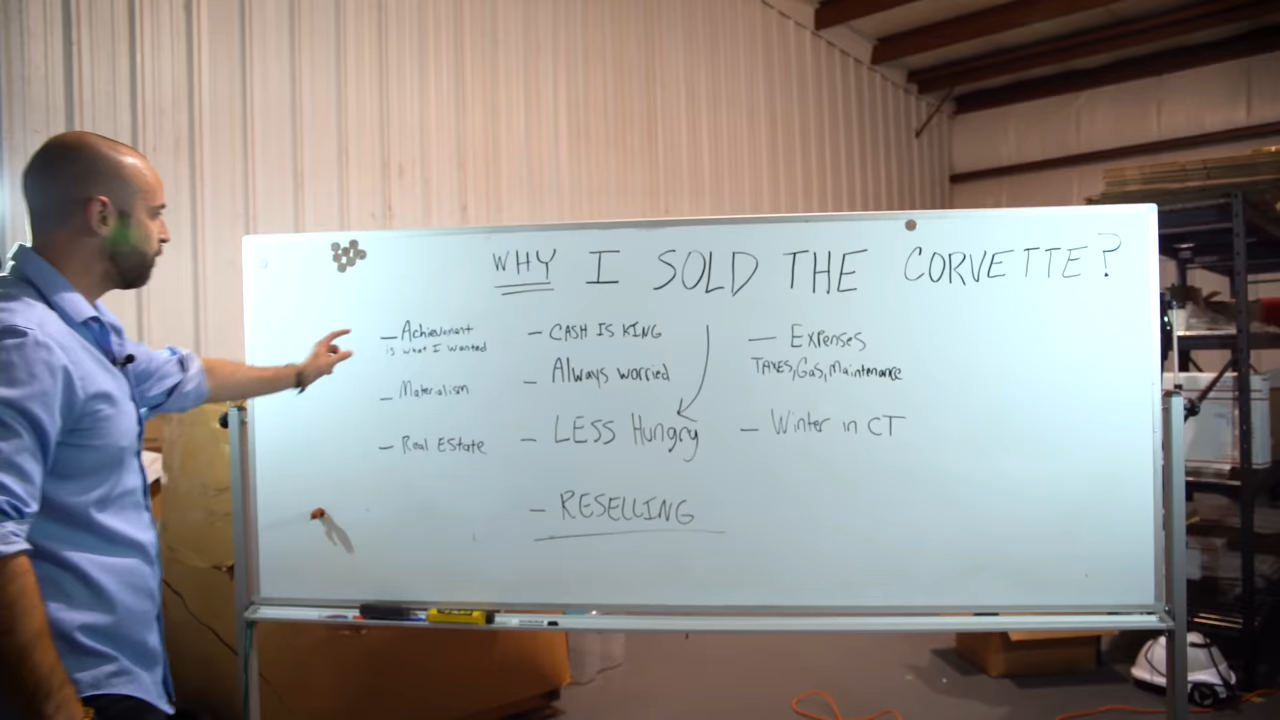 WHY I SOLD THE CORVETTE?
— Achievement
is what I wanted
— Materialism
— Real Estate
— CASH IS KING
— Always worried
— LESS Hungry
— RESELLING
— Expenses
TAXES, Gas, Maintenance
— Winter in CT